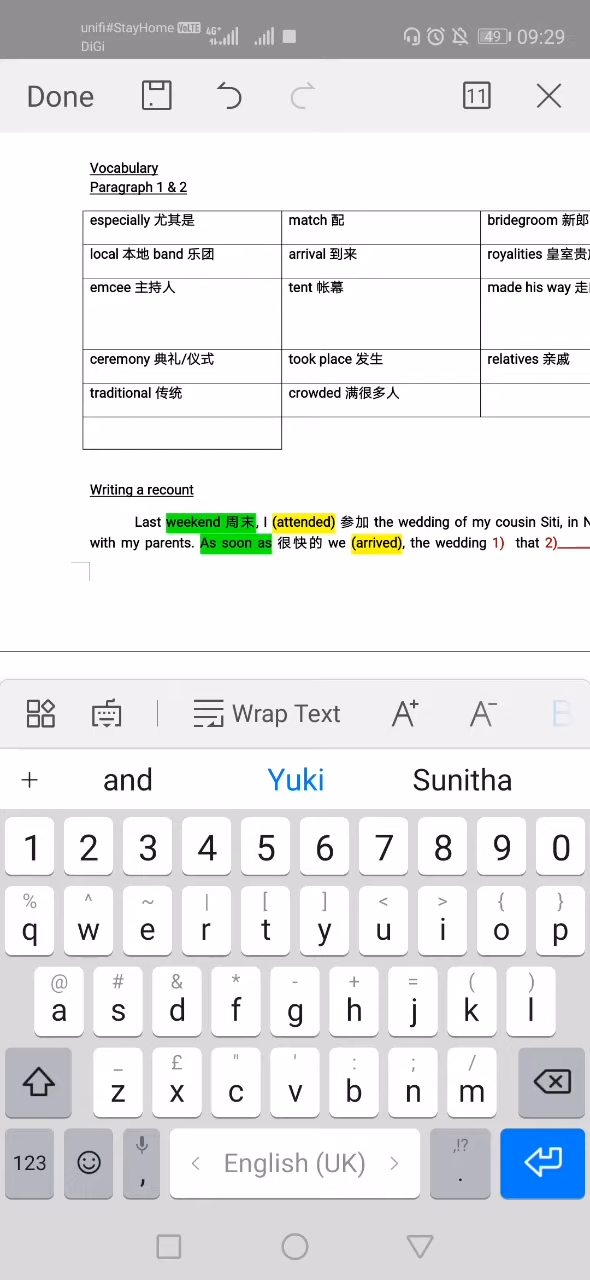 unifi#StayHome VoLTE 4G+ 49 09:29
DiGi
Done 11
Vocabulary
Paragraph 1 & 2
especially 尤其是 match 配 bridegroom 新郎
local 本地 band 乐团 arrival 到来 royalities 皇室贵
emcee 主持人 tent 帐幕 made his way 走
ceremony 典礼/仪式 took place 发生 relatives 亲戚
traditional 传统 crowded 满很多人
Writing a recount
Last weekend 周末, I (attended) 参加 the wedding of my cousin Siti, in N
with my parents. As soon as 很快的 we (arrived), the wedding 1) that 2)___
Wrap Text A+ A- B
+ and Yuki Sunitha
1 2 3 4 5 6 7 8 9 0
% ^ ~ | [ ] < > { }
q w e r t y u i o p
@ # & * - + = ( )
a s d f g h j k l
_ £ " ' : ; /
z x c v b n m
123 , < English (UK) > ,!? .